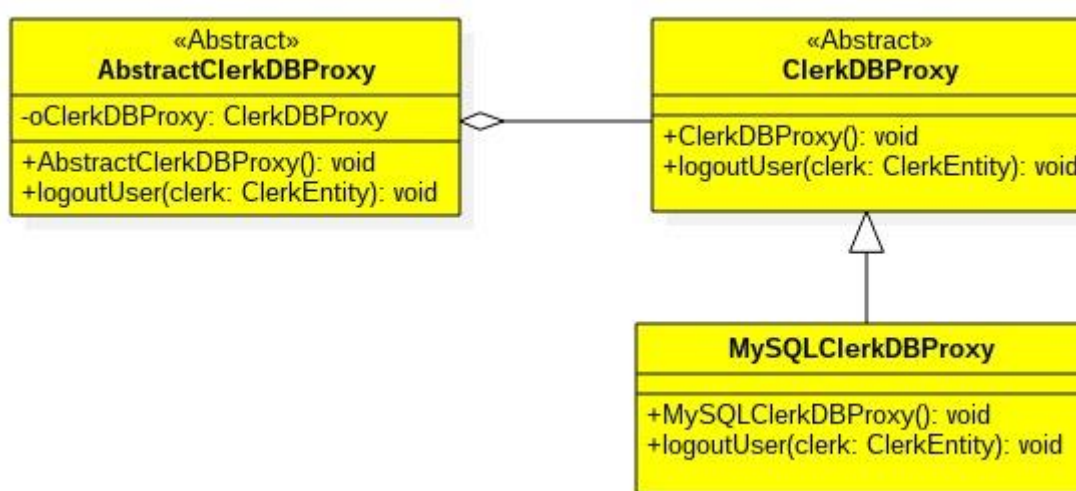 «Abstract»
AbstractClerkDBProxy
-oClerkDBProxy: ClerkDBProxy
+AbstractClerkDBProxy(): void
+logoutUser(clerk: ClerkEntity): void
«Abstract»
ClerkDBProxy
+ClerkDBProxy(): void
+logoutUser(clerk: ClerkEntity): void
MySQLClerkDBProxy
+MySQLClerkDBProxy(): void
+logoutUser(clerk: ClerkEntity): void